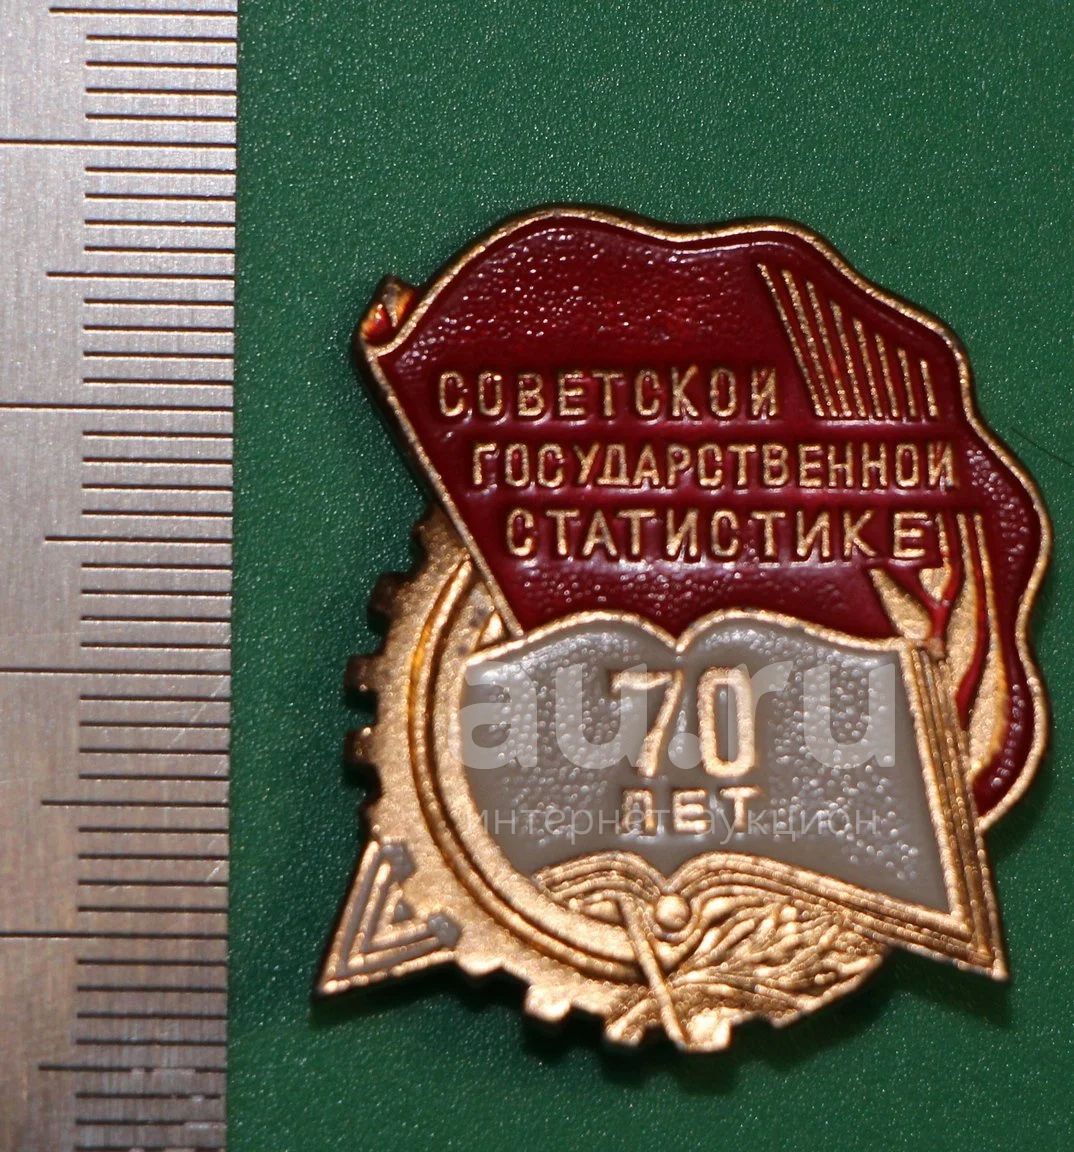 СОВЕТСКОЙ
ГОСУДАРСТВЕННОЙ
СТАТИСТИКЕ
70
ЛЕТ
au.ru
интернет-аукцион